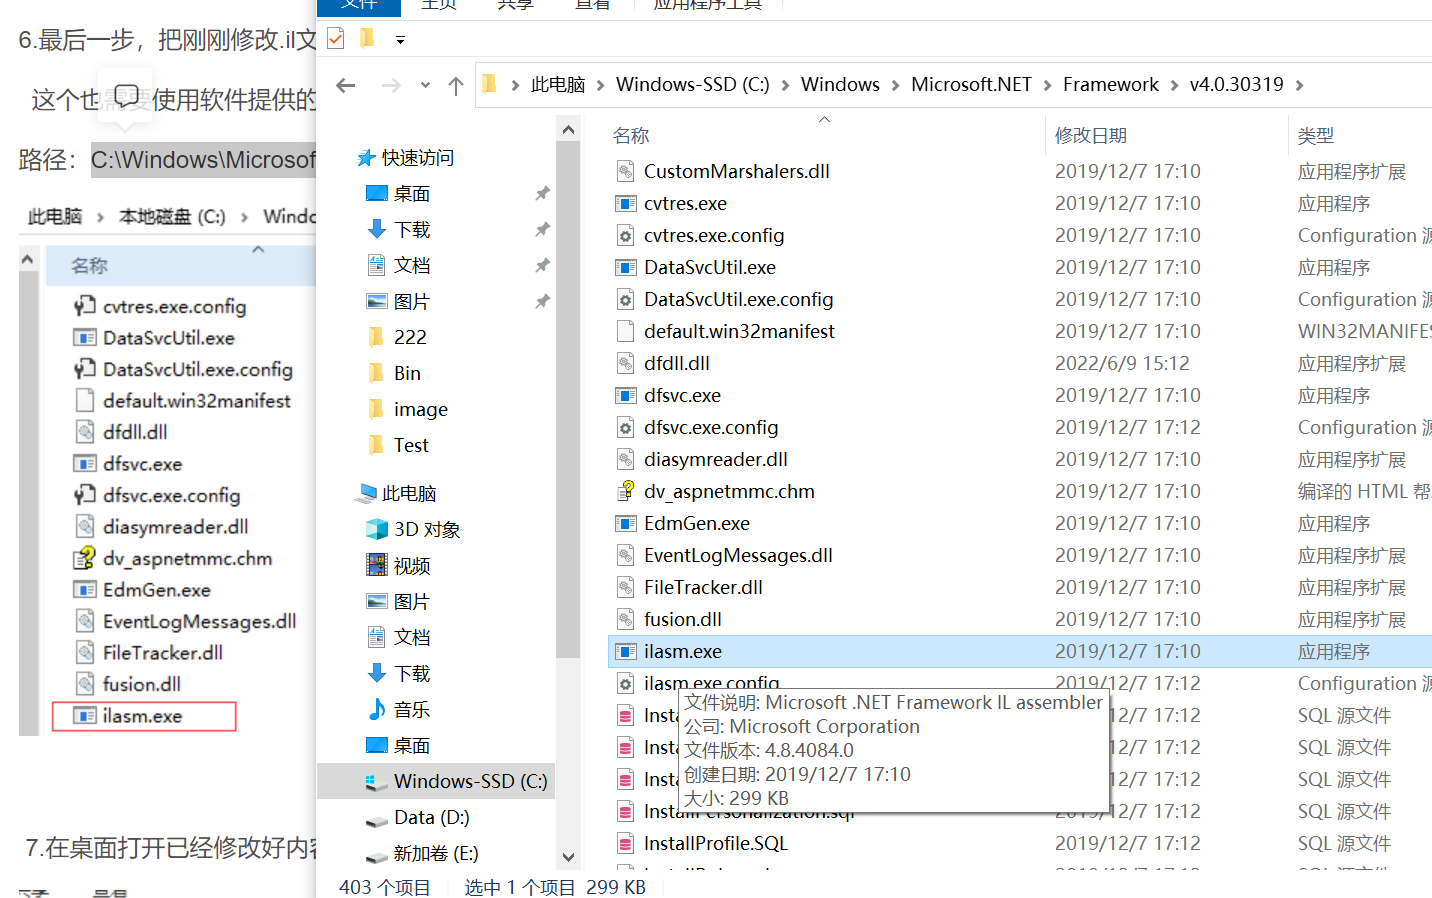 6.最后一步，把刚刚修改.il文
这个也需要使用软件提供的
路径：C:\Windows\Microsof
此电脑 › 本地磁盘 (C:) › Windo
名称
cvtres.exe.config
DataSvcUtil.exe
DataSvcUtil.exe.config
default.win32manifest
dfdll.dll
dfsvc.exe
dfsvc.exe.config
diasymreader.dll
dv_aspnetmmc.chm
EdmGen.exe
EventLogMessages.dll
FileTracker.dll
fusion.dll
ilasm.exe
7.在桌面打开已经修改好内容
文件 主页 共享 查看 应用程序工具
此电脑 › Windows-SSD (C:) › Windows › Microsoft.NET › Framework › v4.0.30319 ›
快速访问
桌面
下载
文档
图片
222
Bin
image
Test
此电脑
3D 对象
视频
图片
文档
下载
音乐
桌面
Windows-SSD (C:)
Data (D:)
新加卷 (E:)
名称 修改日期 类型
CustomMarshalers.dll 2019/12/7 17:10 应用程序扩展
cvtres.exe 2019/12/7 17:10 应用程序
cvtres.exe.config 2019/12/7 17:10 Configuration 源
DataSvcUtil.exe 2019/12/7 17:10 应用程序
DataSvcUtil.exe.config 2019/12/7 17:10 Configuration 源
default.win32manifest 2019/12/7 17:10 WIN32MANIFES
dfdll.dll 2022/6/9 15:12 应用程序扩展
dfsvc.exe 2019/12/7 17:10 应用程序
dfsvc.exe.config 2019/12/7 17:12 Configuration 源
diasymreader.dll 2019/12/7 17:10 应用程序扩展
dv_aspnetmmc.chm 2019/12/7 17:10 编译的 HTML 帮
EdmGen.exe 2019/12/7 17:10 应用程序
EventLogMessages.dll 2019/12/7 17:10 应用程序扩展
FileTracker.dll 2019/12/7 17:10 应用程序扩展
fusion.dll 2019/12/7 17:10 应用程序扩展
ilasm.exe 2019/12/7 17:10 应用程序
ilasm.exe.config 2019/12/7 17:12 Configuration 源
Insta 12/7 17:12 SQL 源文件
Insta 12/7 17:12 SQL 源文件
Insta 12/7 17:12 SQL 源文件
InstallPersonalization.sql 12/7 17:12 SQL 源文件
InstallProfile.SQL 2019/12/7 17:12 SQL 源文件
文件说明: Microsoft .NET Framework IL assembler
公司: Microsoft Corporation
文件版本: 4.8.4084.0
创建日期: 2019/12/7 17:10
大小: 299 KB
403 个项目 选中 1 个项目 299 KB